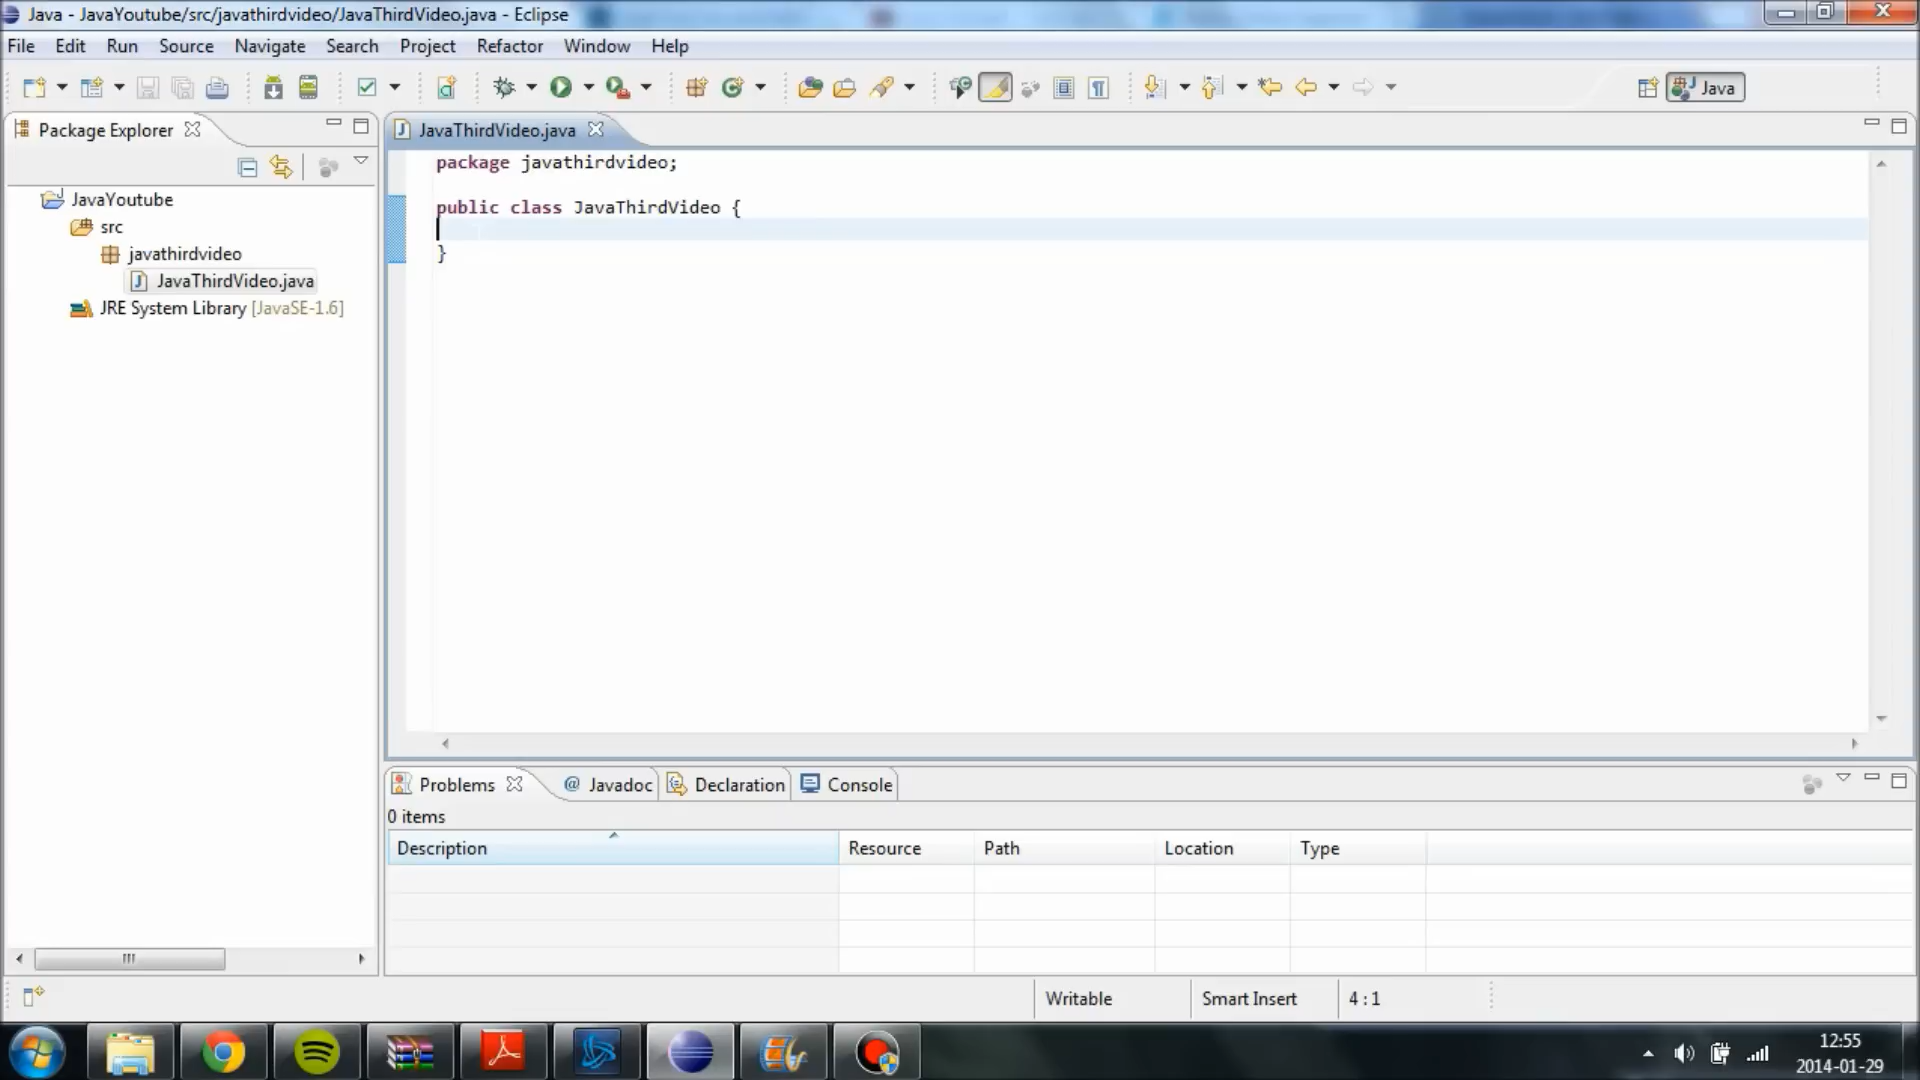 Java - JavaYoutube/src/javathirdvideo/JavaThirdVideo.java - Eclipse
File Edit Run Source Navigate Search Project Refactor Window Help
Java
Package Explorer
JavaThirdVideo.java
JavaYoutube
src
javathirdvideo
JavaThirdVideo.java
JRE System Library [JavaSE-1.6]
package javathirdvideo;
public class JavaThirdVideo {
}
Problems @ Javadoc Declaration Console
0 items
Description Resource Path Location Type
Writable Smart Insert 4 : 1
12:55
2014-01-29